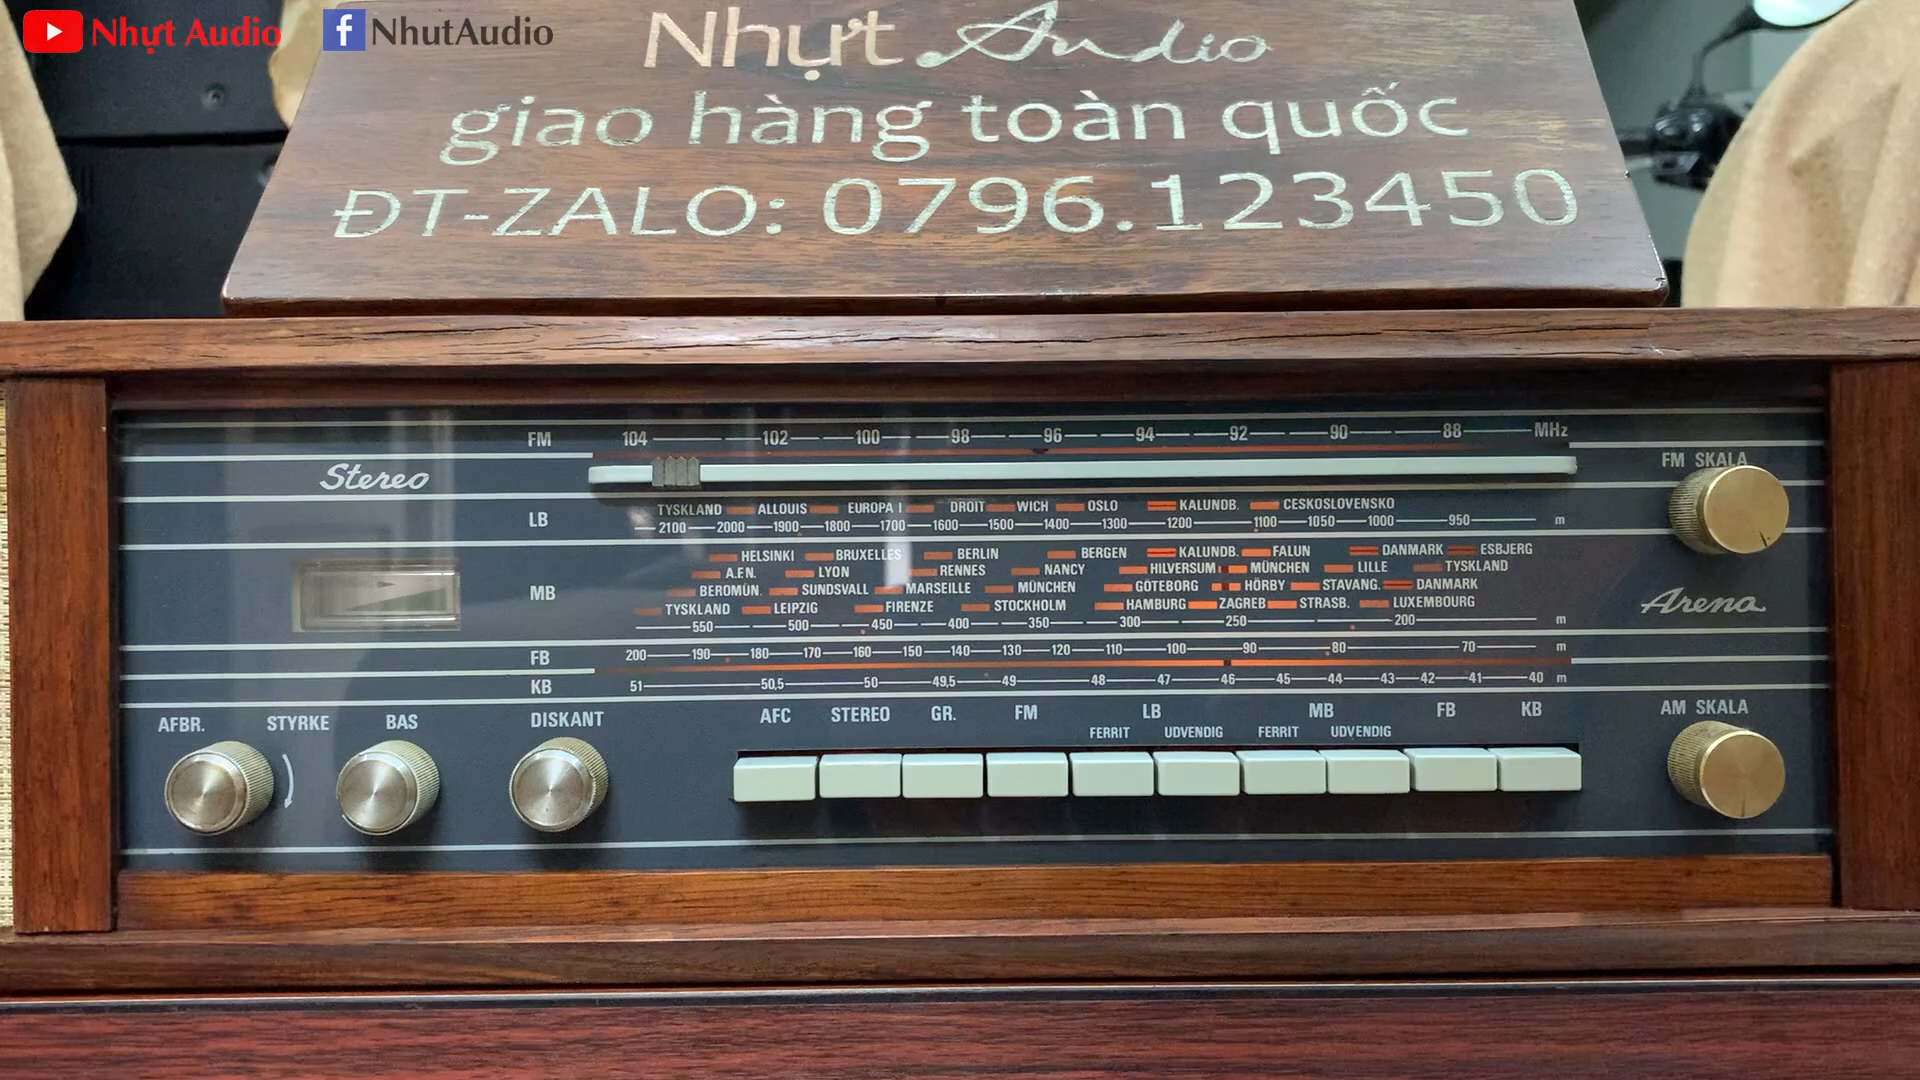 Nhựt Audio
NhutAudio
Nhựt Audio
giao hàng toàn quốc
ĐT-ZALO: 0796.123450
FM 104 102 100 98 96 94 92 90 88 MHz
FM SKALA
Stereo
TYSKLAND ALLOUIS EUROPA I DROIT WICH OSLO KALUNDB. CESKOSLOVENSKO
LB 2100 2000 1900 1800 1700 1600 1500 1400 1300 1200 1100 1050 1000 950 m
HELSINKI BRUXELLES BERLIN BERGEN KALUNDB. FALUN DANMARK ESBJERG
A.F.N. LYON RENNES NANCY HILVERSUM MÜNCHEN LILLE TYSKLAND
MB BEROMÜN. SUNDSVALL MARSEILLE MÜNCHEN GÖTEBORG HÖRBY STAVANG. DANMARK
TYSKLAND LEIPZIG FIRENZE STOCKHOLM HAMBURG ZAGREB STRASB. LUXEMBOURG
Arena
550 500 450 400 350 300 250 200 m
FB 200 190 180 170 160 150 140 130 120 110 100 90 80 70 m
KB 51 50,5 50 49,5 49 48 47 46 45 44 43 42 41 40 m
AFBR. STYRKE BAS DISKANT AFC STEREO GR. FM LB MB FB KB AM SKALA
FERRIT UDVENDIG FERRIT UDVENDIG